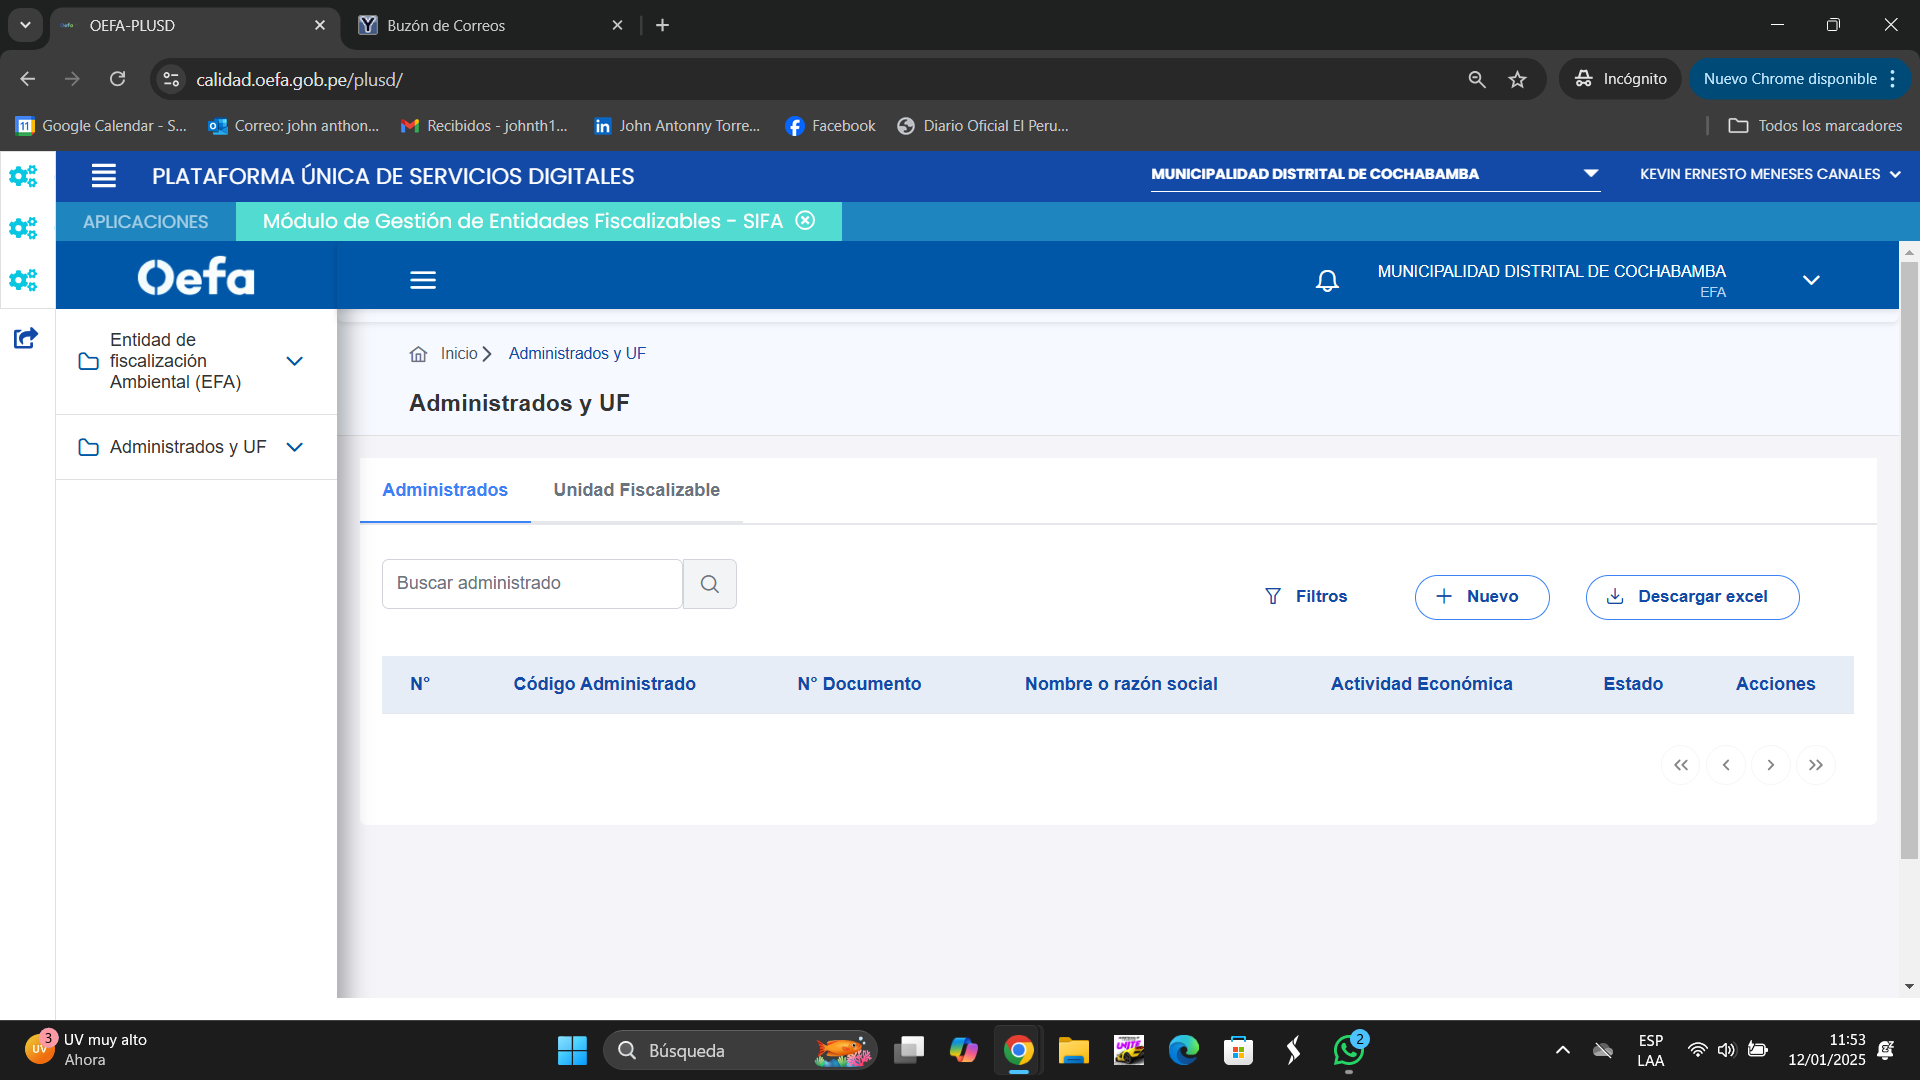 OEFA-PLUSD
Buzón de Correos
calidad.oefa.gob.pe/plusd/
Incógnito
Nuevo Chrome disponible
Google Calendar - S...
Correo: john anthon...
Recibidos - johnth1...
John Antonny Torre...
Facebook
Diario Oficial El Peru...
Todos los marcadores
PLATAFORMA ÚNICA DE SERVICIOS DIGITALES
MUNICIPALIDAD DISTRITAL DE COCHABAMBA
KEVIN ERNESTO MENESES CANALES
APLICACIONES
Módulo de Gestión de Entidades Fiscalizables - SIFA
Oefa
MUNICIPALIDAD DISTRITAL DE COCHABAMBA
EFA
Entidad de
fiscalización
Ambiental (EFA)
Administrados y UF
Inicio
Administrados y UF
Administrados y UF
Administrados
Unidad Fiscalizable
Buscar administrado
Filtros
Nuevo
Descargar excel
N°
Código Administrado
N° Documento
Nombre o razón social
Actividad Económica
Estado
Acciones
3
UV
UV muy alto
Ahora
Búsqueda
2
ESP
LAA
11:53
12/01/2025